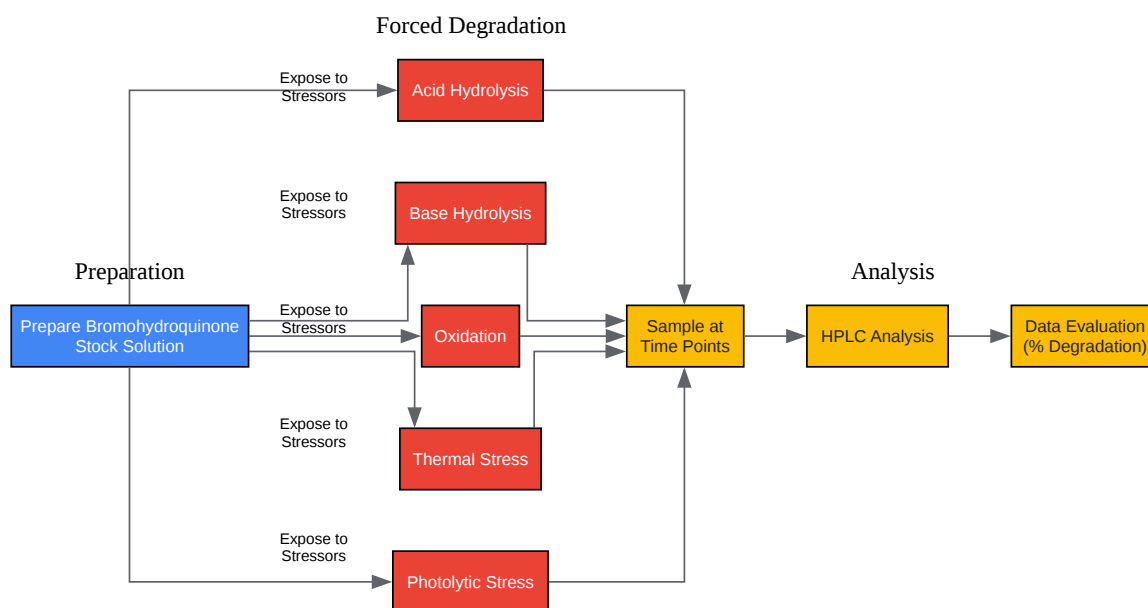 Forced Degradation
Expose to
Stressors
Acid Hydrolysis
Expose to
Stressors
Base Hydrolysis
Preparation
Analysis
Prepare Bromohydroquinone
Stock Solution
Expose to
Stressors
Oxidation
Sample at
Time Points
HPLC Analysis
Data Evaluation
(% Degradation)
Expose to
Stressors
Thermal Stress
Expose to
Stressors
Photolytic Stress